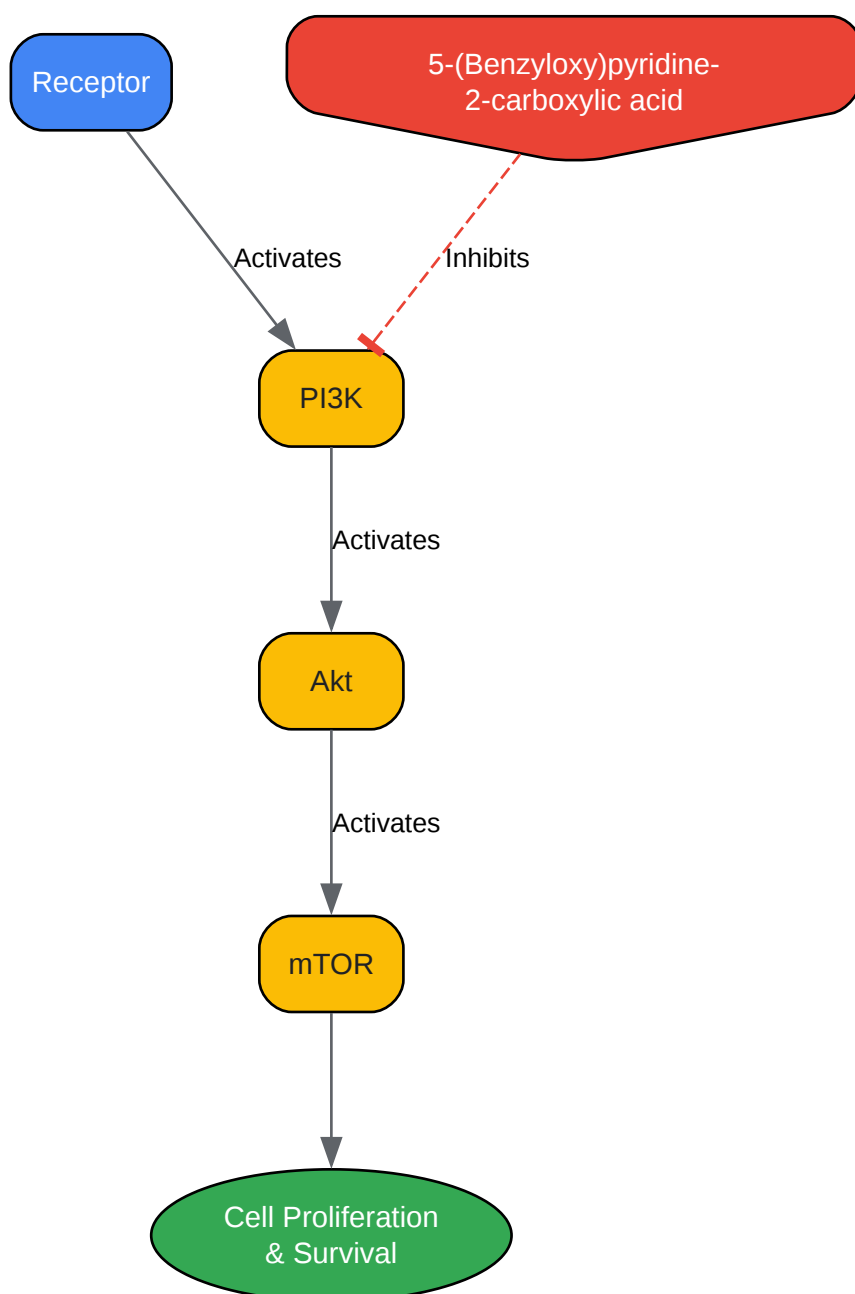 Receptor
5-(Benzyloxy)pyridine-
2-carboxylic acid
Activates
Inhibits
PI3K
Activates
Akt
Activates
mTOR
Cell Proliferation
& Survival